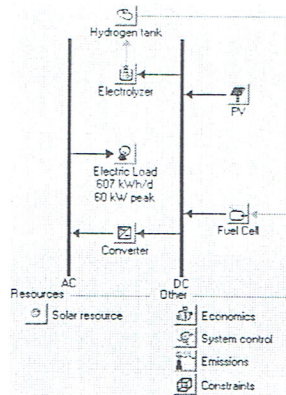 Hydrogen tank
Electrolyzer
PV
Electric Load
607 kWh/d
60 kW peak
Fuel Cell
Converter
AC
DC
Resources
Other
Solar resource
Economics
System control
Emissions
Constraints